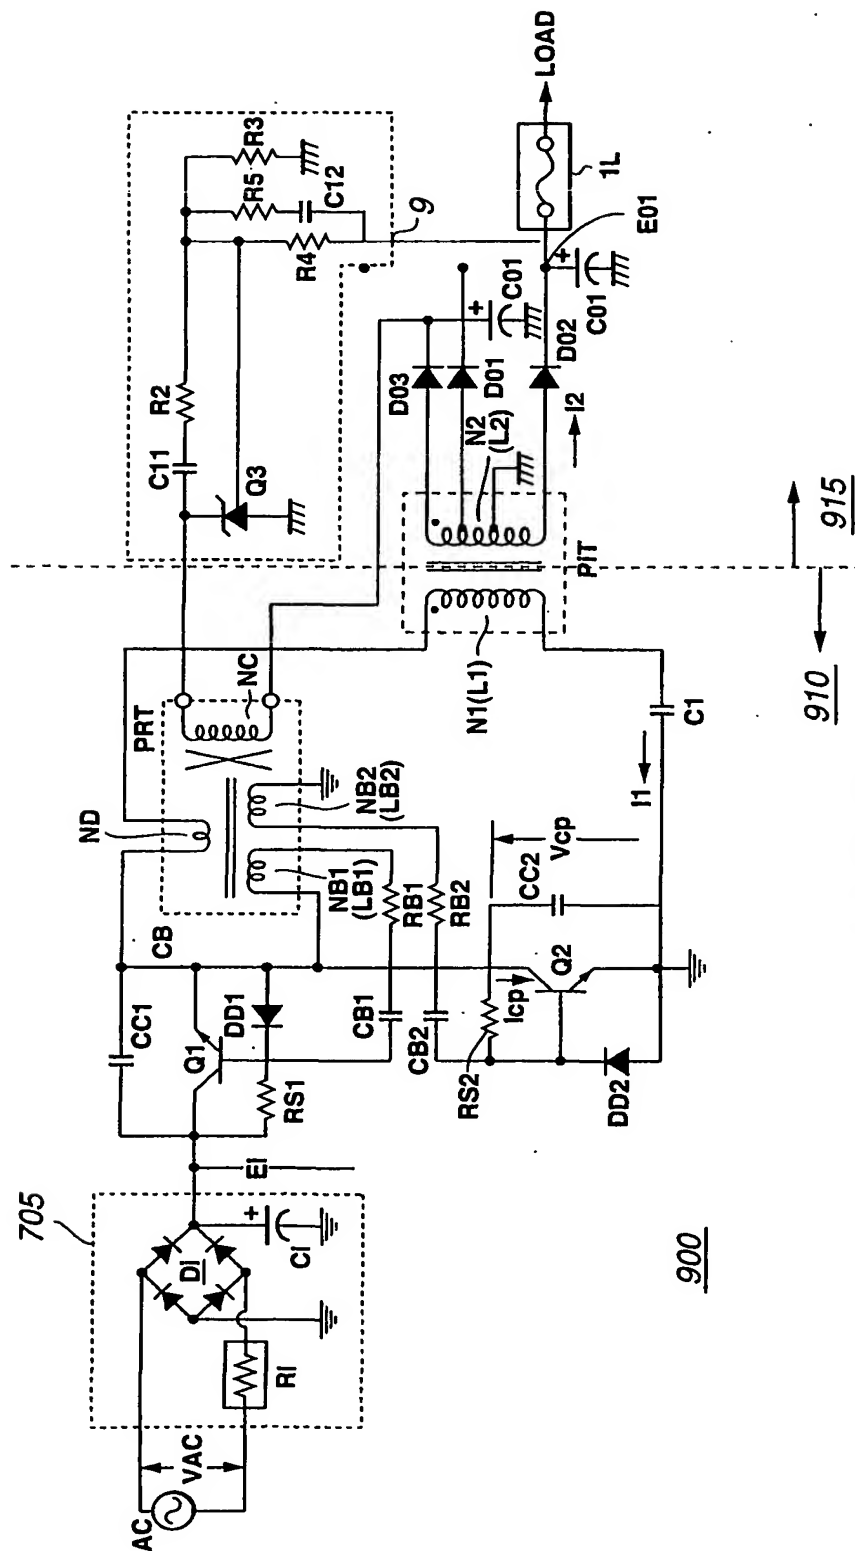 705
AC
VAC
Ri
Di
Ci
+
Ei
CC1
CB
Q1
DD1
RS1
CB1
RB1
CB2
RB2
RS2
Icp
Q2
DD2
CC2
Vcp
I1
C1
ND
PRT
NC
NB1
(LB1)
NB2
(LB2)
N1(L1)
PIT
N2
(L2)
I2
D03
D01
D02
+
C01
+
C01
E01
1L
LOAD
9
C11
R2
Q3
R4
R5
C12
R3
910
915
900